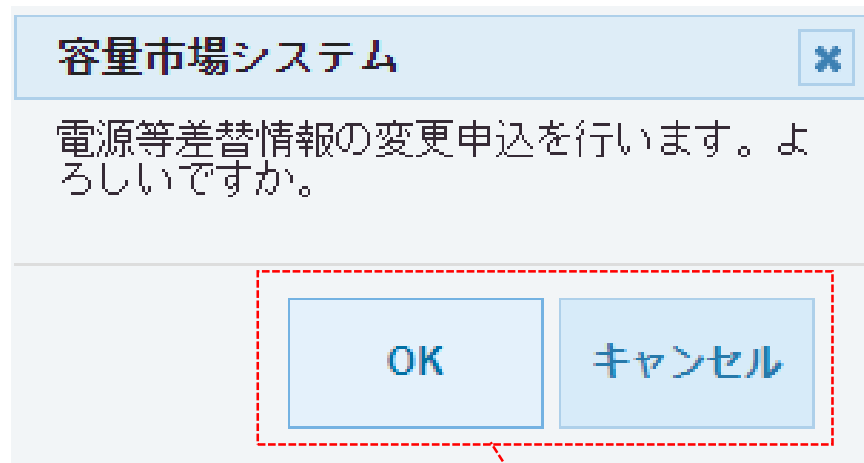 容量市場システム
電源等差替情報の変更申込を行います。よ
ろしいですか。
OK
キャンセル